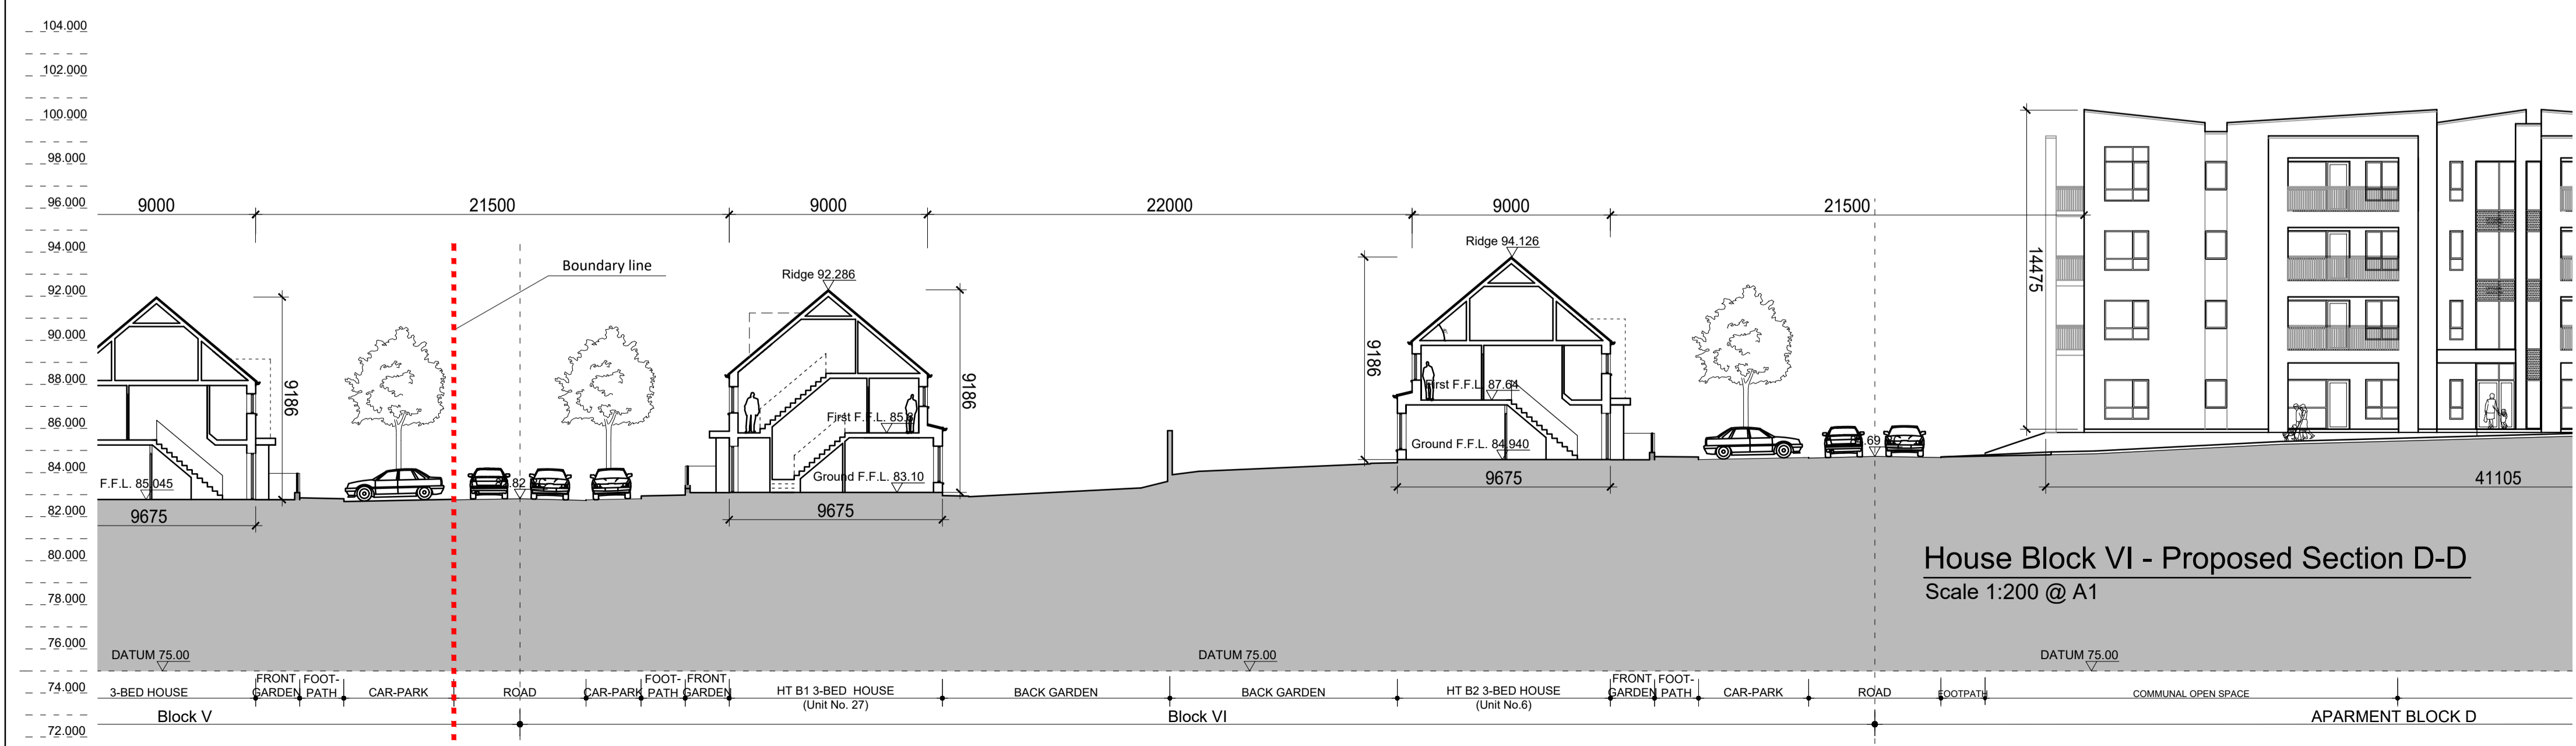 104.000
102.000
100.000
98.000
96.000
94.000
92.000
90.000
88.000
86.000
84.000
82.000
80.000
78.000
76.000
74.000
72.000
9000
21500
9000
22000
9000
21500
Boundary line
Ridge 92.286
Ridge 94.126
9186
9186
9186
14475
First F.F.L. 85.8
First F.F.L. 87.64
F.F.L. 85.045
.82
Ground F.F.L. 83.10
Ground F.F.L. 84.940
.69
9675
9675
9675
41105
House Block VI - Proposed Section D-D
Scale 1:200 @ A1
DATUM 75.00
DATUM 75.00
DATUM 75.00
3-BED HOUSE
FRONT
GARDEN
FOOT-
PATH
CAR-PARK
ROAD
CAR-PARK
FOOT-
PATH
FRONT
GARDEN
HT B1 3-BED HOUSE
(Unit No. 27)
BACK GARDEN
BACK GARDEN
HT B2 3-BED HOUSE
(Unit No.6)
FRONT
GARDEN
FOOT-
PATH
CAR-PARK
ROAD
FOOTPATH
COMMUNAL OPEN SPACE
Block V
Block VI
APARMENT BLOCK D